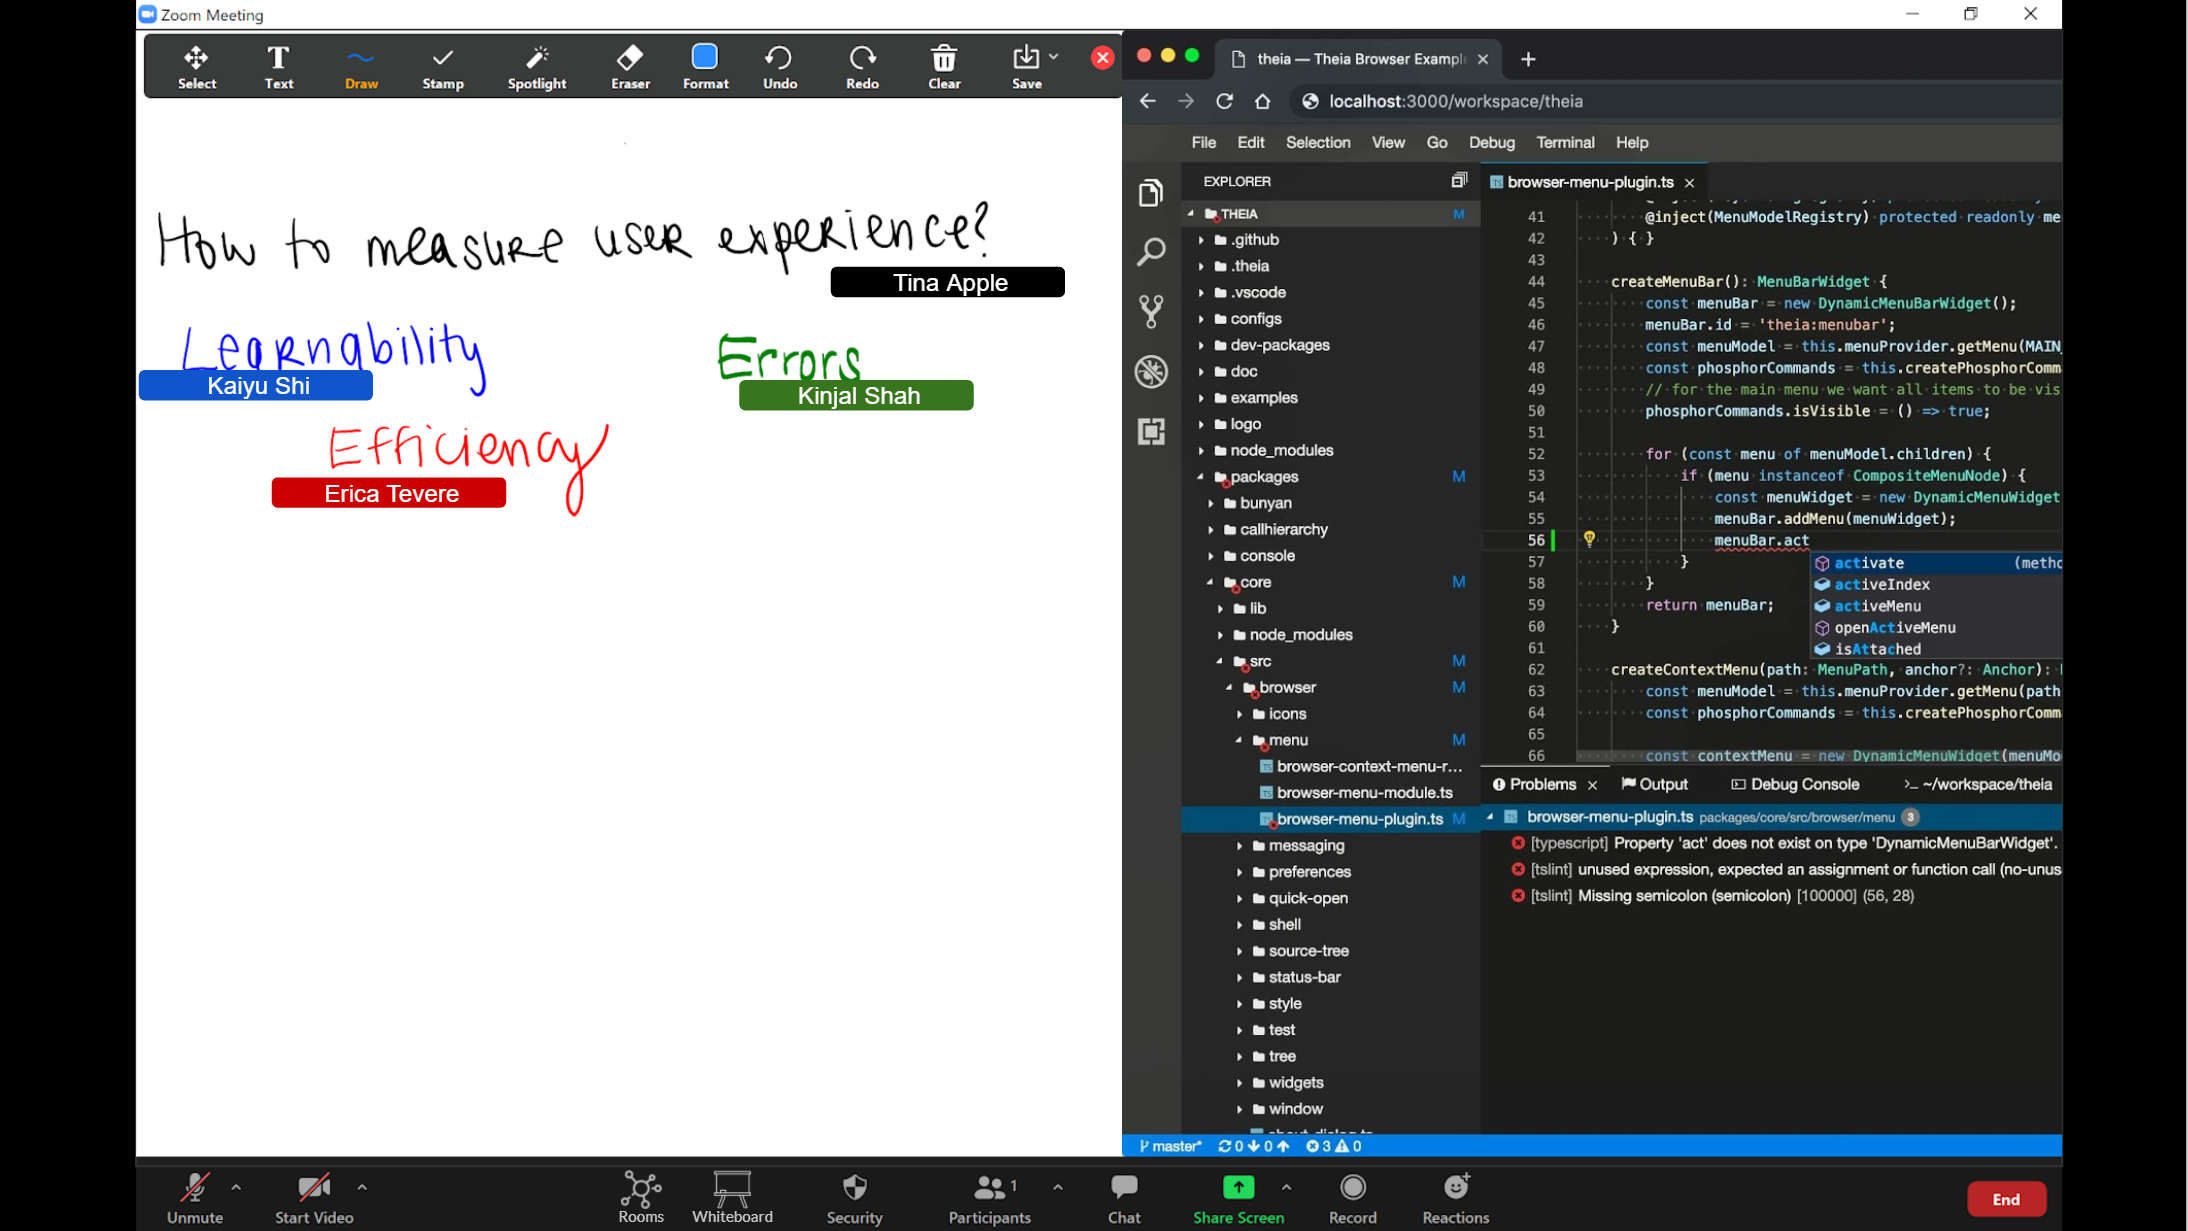 Zoom Meeting
Select Text Draw Stamp Spotlight Eraser Format Undo Redo Clear Save
How to measure user experience?
Tina Apple
Learnability
Kaiyu Shi
Errors
Kinjal Shah
Efficiency
Erica Tevere
theia — Theia Browser Exampl
localhost:3000/workspace/theia
File Edit Selection View Go Debug Terminal Help
EXPLORER
THEIA M
.github
.theia
.vscode
configs
dev-packages
doc
examples
logo
node_modules
packages M
bunyan
callhierarchy
console
core M
lib
node_modules
src M
browser M
icons
menu M
browser-context-menu-r...
browser-menu-module.ts
browser-menu-plugin.ts M
messaging
preferences
quick-open
shell
source-tree
status-bar
style
test
tree
widgets
window
browser-menu-plugin.ts
41 @inject(MenuModelRegistry) protected readonly me
42 ) { }
43
44 createMenuBar(): MenuBarWidget {
45 const menuBar = new DynamicMenuBarWidget();
46 menuBar.id = 'theia:menubar';
47 const menuModel = this.menuProvider.getMenu(MAIN_
48 const phosphorCommands = this.createPhosphorComm
49 // for the main menu we want all items to be vis
50 phosphorCommands.isVisible = () => true;
51
52 for (const menu of menuModel.children) {
53 if (menu instanceof CompositeMenuNode) {
54 const menuWidget = new DynamicMenuWidget
55 menuBar.addMenu(menuWidget);
56 menuBar.act
57 }
58 }
59 return menuBar;
60 }
61
62 createContextMenu(path: MenuPath, anchor?: Anchor):
63 const menuModel = this.menuProvider.getMenu(path
64 const phosphorCommands = this.createPhosphorComm
65
66 const contextMenu = new DynamicMenuWidget(menuMo
activate (metho
activeIndex
activeMenu
openActiveMenu
isAttached
Problems Output Debug Console >_ ~/workspace/theia
browser-menu-plugin.ts packages/core/src/browser/menu 3
[typescript] Property 'act' does not exist on type 'DynamicMenuBarWidget'.
[tslint] unused expression, expected an assignment or function call (no-unus
[tslint] Missing semicolon (semicolon) [100000] (56, 28)
master* 0 0 3 0
Unmute Start Video Rooms Whiteboard Security Participants 1 Chat Share Screen Record Reactions End